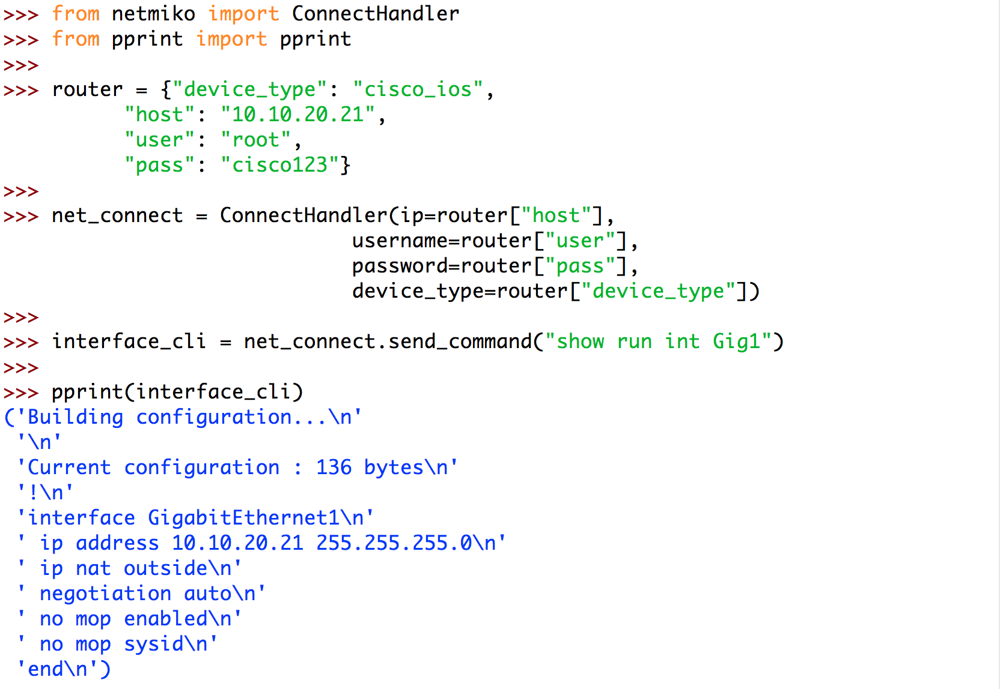 >>> from netmiko import ConnectHandler
>>> from pprint import pprint
>>>
>>> router = {"device_type": "cisco_ios",
          "host": "10.10.20.21",
          "user": "root",
          "pass": "cisco123"}
>>>
>>> net_connect = ConnectHandler(ip=router["host"],
                             username=router["user"],
                             password=router["pass"],
                             device_type=router["device_type"])
>>>
>>> interface_cli = net_connect.send_command("show run int Gig1")
>>>
>>> pprint(interface_cli)
('Building configuration...\n'
 '\n'
 'Current configuration : 136 bytes\n'
 '!\n'
 'interface GigabitEthernet1\n'
 ' ip address 10.10.20.21 255.255.255.0\n'
 ' ip nat outside\n'
 ' negotiation auto\n'
 ' no mop enabled\n'
 ' no mop sysid\n'
 'end\n')